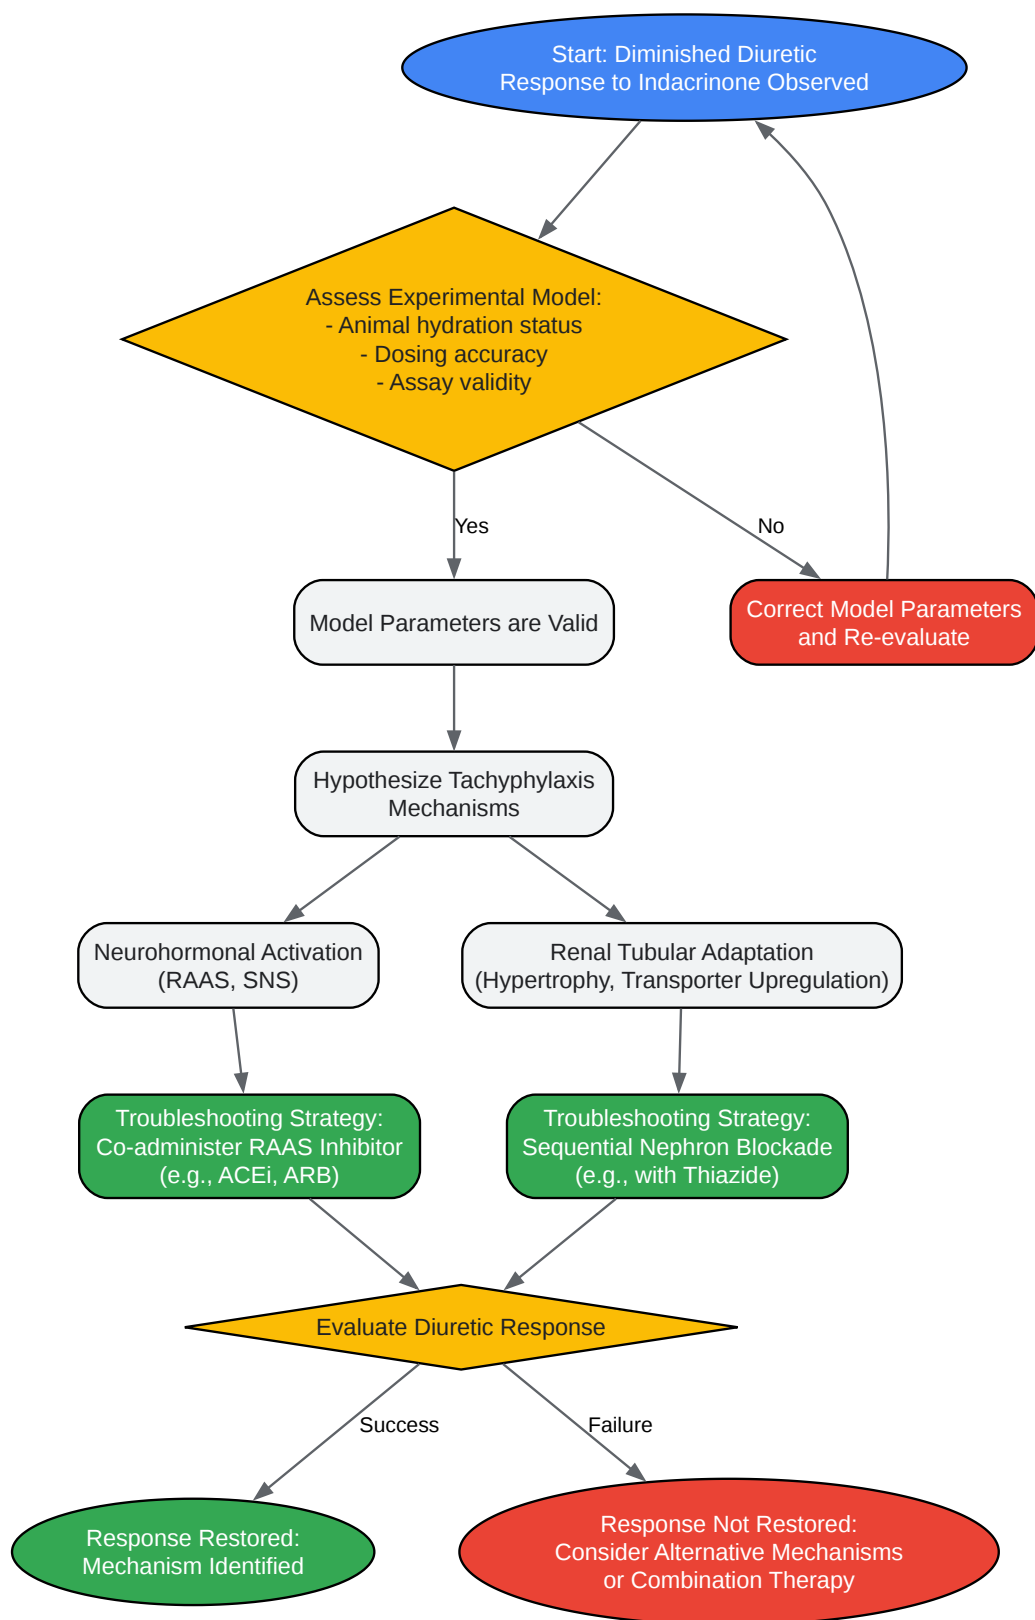 Start: Diminished Diuretic
Response to Indacrinone Observed
Assess Experimental Model:
- Animal hydration status
- Dosing accuracy
- Assay validity
Yes
No
Model Parameters are Valid
Correct Model Parameters
and Re-evaluate
Hypothesize Tachyphylaxis
Mechanisms
Neurohormonal Activation
(RAAS, SNS)
Renal Tubular Adaptation
(Hypertrophy, Transporter Upregulation)
Troubleshooting Strategy:
Co-administer RAAS Inhibitor
(e.g., ACEi, ARB)
Troubleshooting Strategy:
Sequential Nephron Blockade
(e.g., with Thiazide)
Evaluate Diuretic Response
Success
Failure
Response Restored:
Mechanism Identified
Response Not Restored:
Consider Alternative Mechanisms
or Combination Therapy